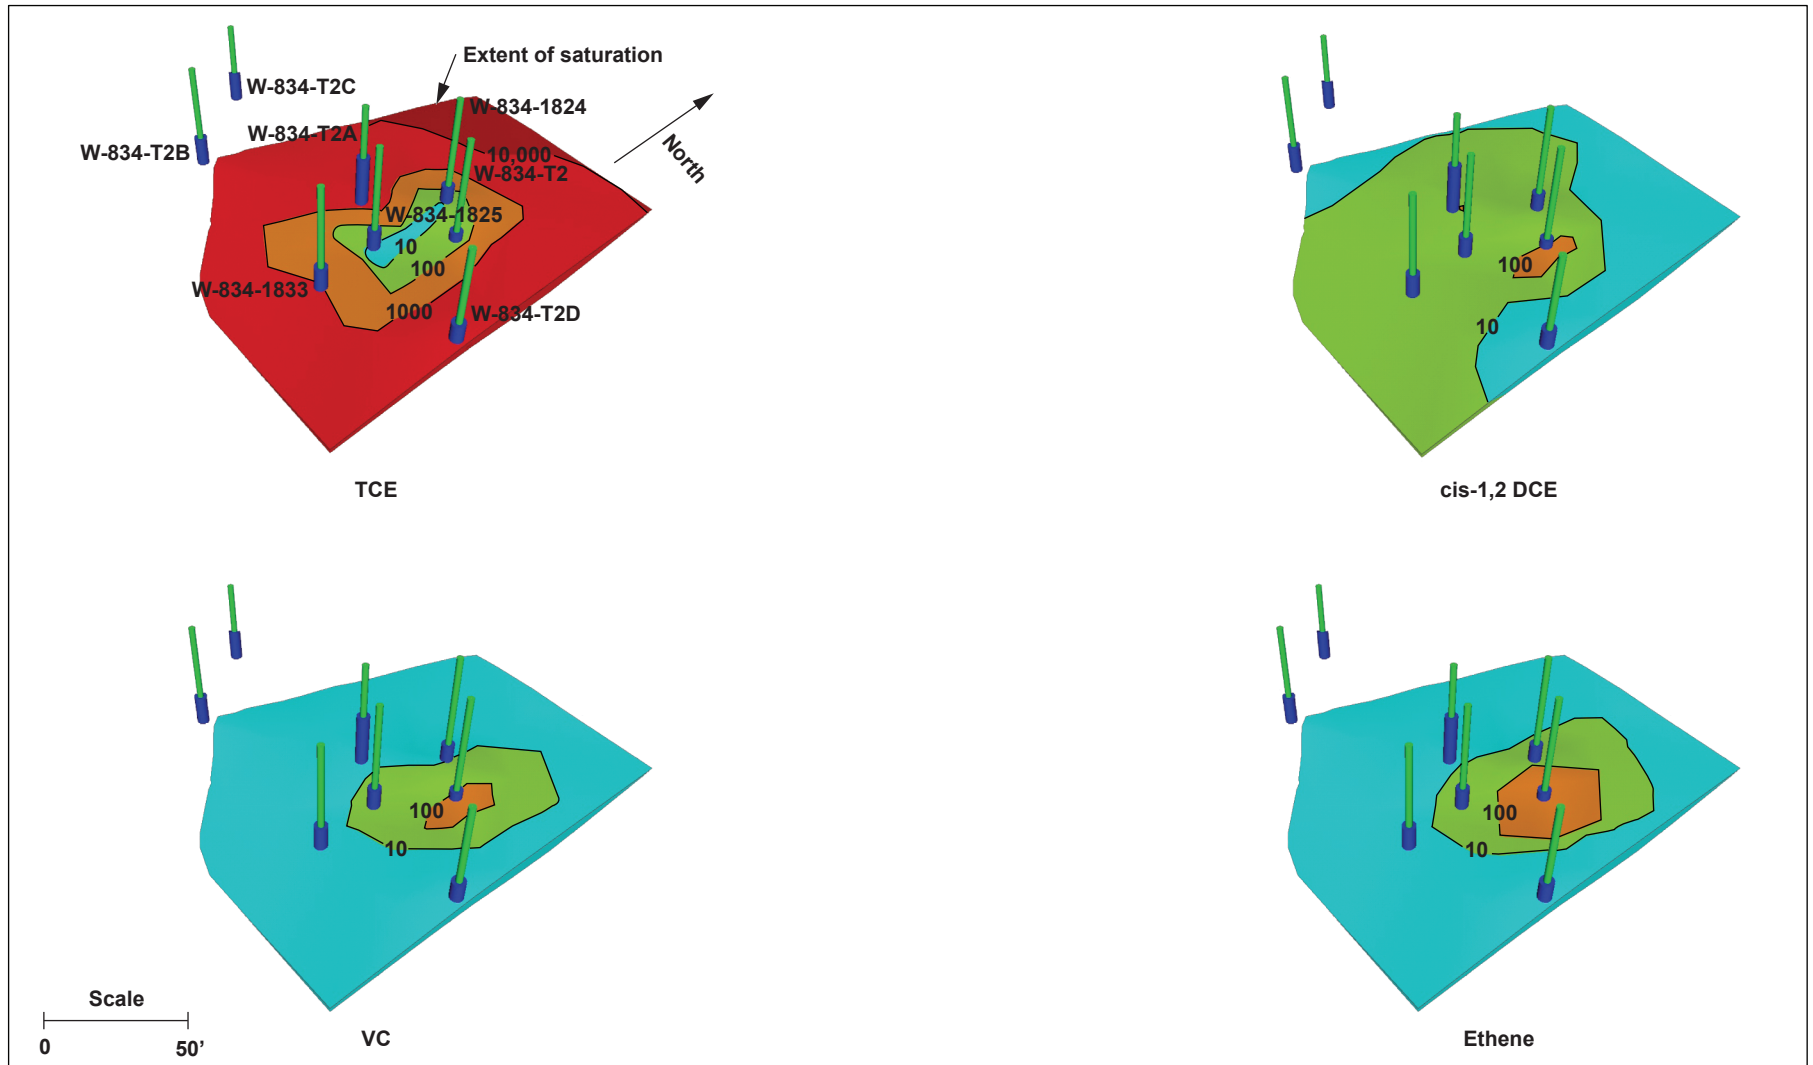 Extent of saturation
W-834-T2C
W-834-1824
W-834-T2A
W-834-T2B
10,000
W-834-T2
North
W-834-1825
10
100
W-834-1833
1000
W-834-T2D
TCE
100
10
cis-1,2 DCE
100
10
Scale
0
50’
VC
100
10
Ethene